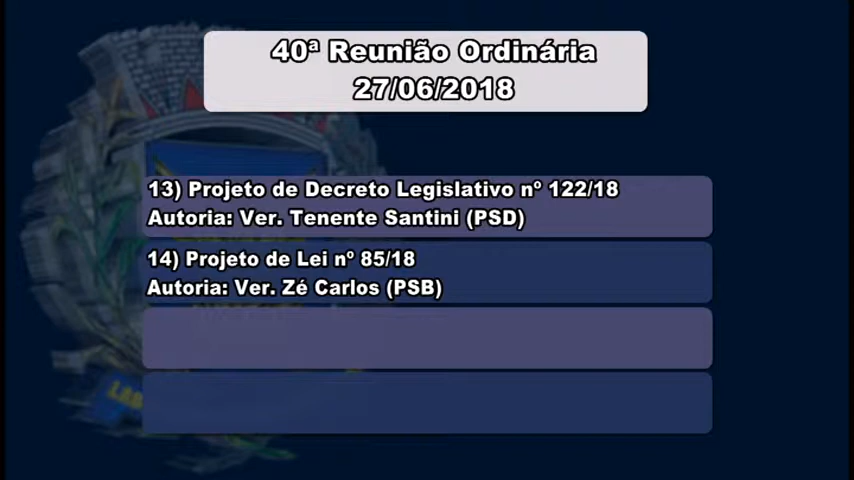 40ª Reunião Ordinária
27/06/2018
13) Projeto de Decreto Legislativo nº 122/18
Autoria: Ver. Tenente Santini (PSD)
14) Projeto de Lei nº 85/18
Autoria: Ver. Zé Carlos (PSB)